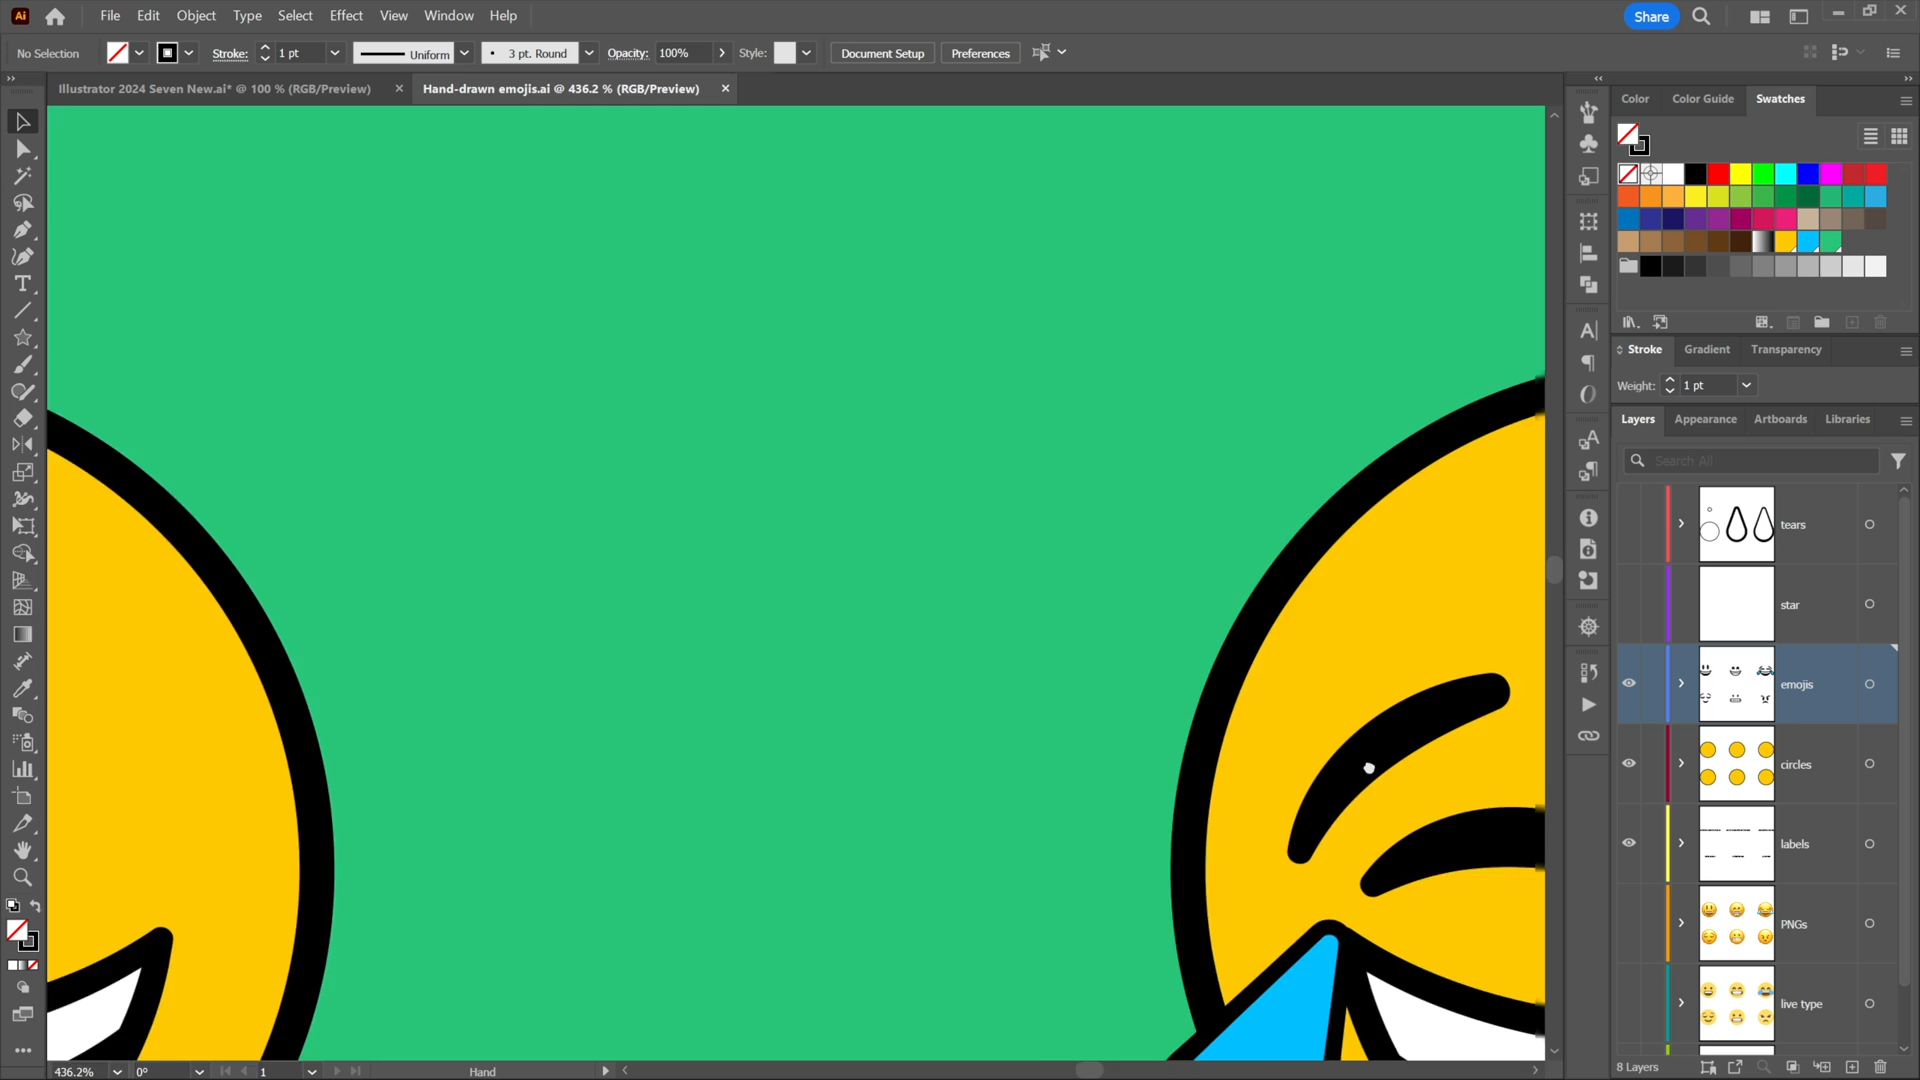 Ai File Edit Object Type Select Effect View Window Help Share
No Selection Stroke: 1 pt Uniform 3 pt. Round Opacity: 100% Style: Document Setup Preferences
Illustrator 2024 Seven New.ai* @ 100 % (RGB/Preview) Hand-drawn emojis.ai @ 436.2 % (RGB/Preview)
Color Color Guide Swatches
Stroke Gradient Transparency
Weight: 1 pt
Layers Appearance Artboards Libraries
Search All
tears
star
emojis
circles
labels
PNGs
live type
436.2% 0° 1 Hand 8 Layers